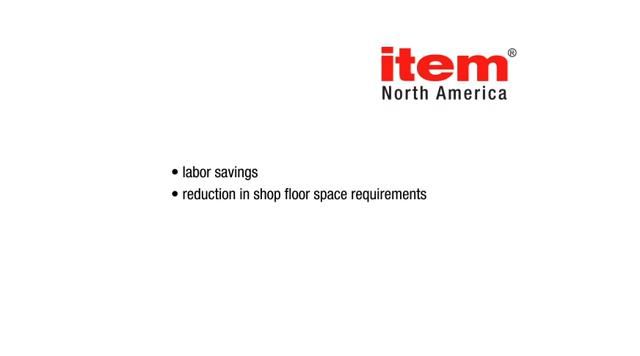 item®
North America
• labor savings
• reduction in shop floor space requirements